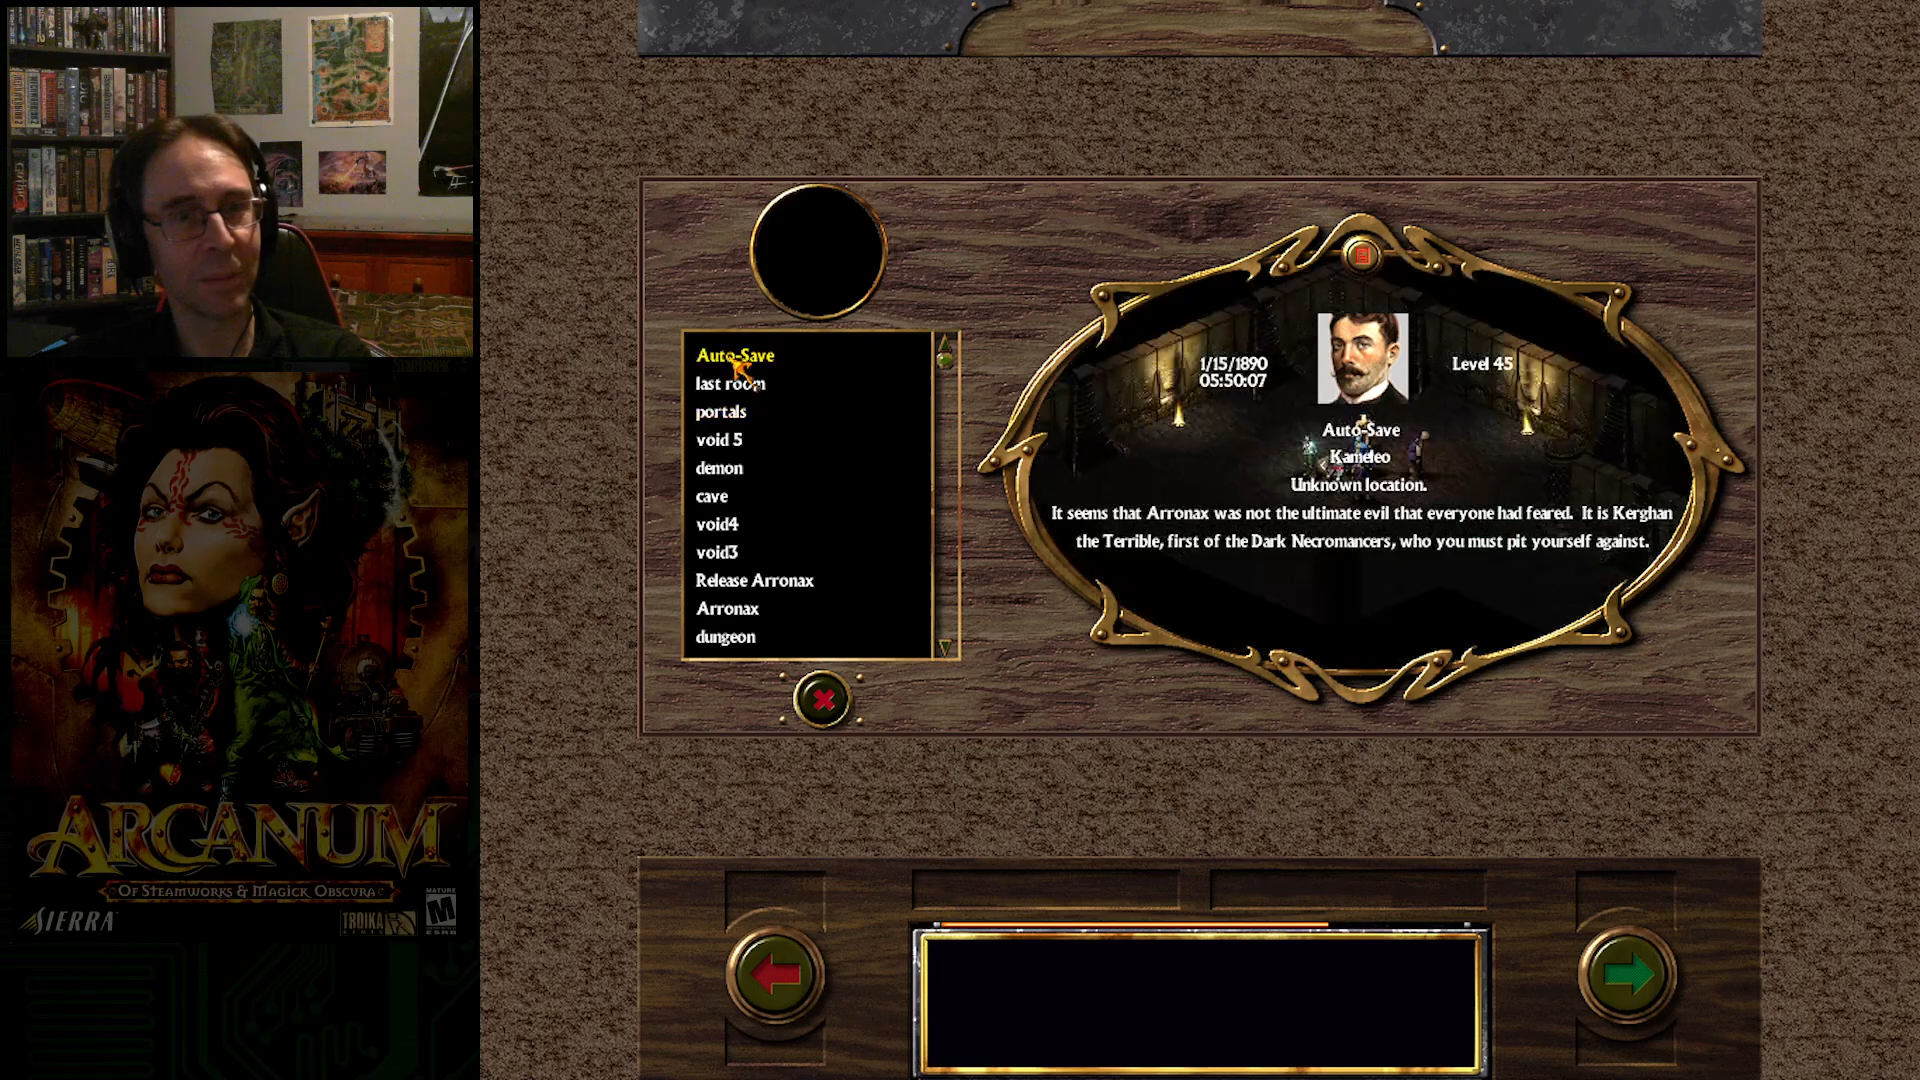 Auto-Save
last room
portals
void 5
demon
cave
void4
void3
Release Arronax
Arronax
dungeon
1/15/1890
05:50:07
Level 45
Auto-Save
Kameleo
Unknown location.
It seems that Arronax was not the ultimate evil that everyone had feared. It is Kerghan
the Terrible, first of the Dark Necromancers, who you must pit yourself against.
ARCANUM
OF STEAMWORKS & MAGICK OBSCURA
SIERRA
TROIKA
GAMES
MATURE
M
ESRB